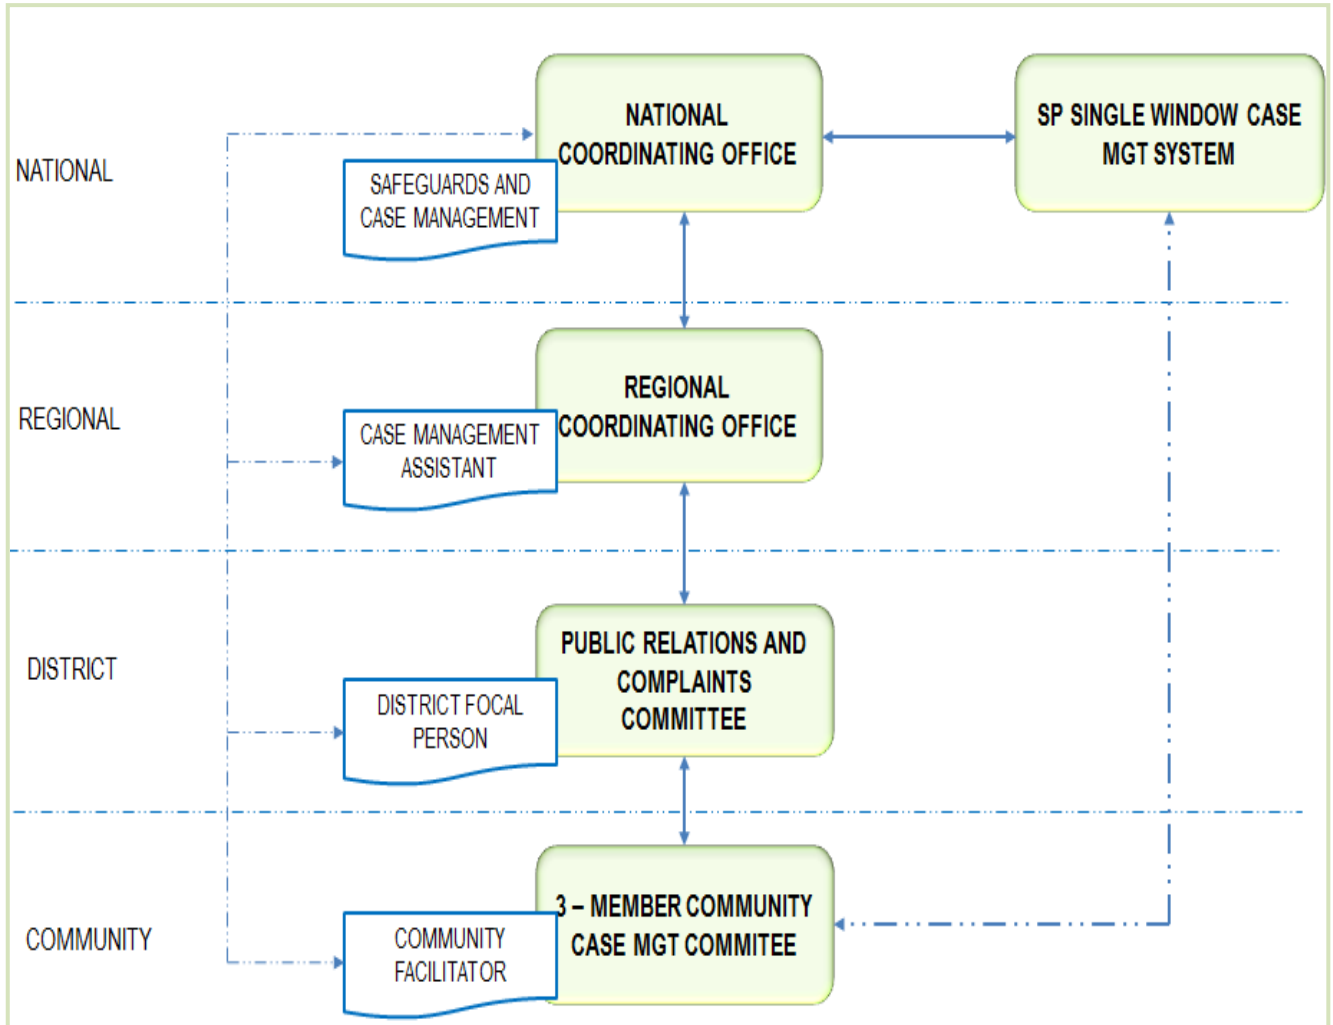 NATIONAL
NATIONAL
COORDINATING OFFICE
SP SINGLE WINDOW CASE
MGT SYSTEM
SAFEGUARDS AND
CASE MANAGEMENT
REGIONAL
REGIONAL
COORDINATING OFFICE
CASE MANAGEMENT
ASSISTANT
DISTRICT
PUBLIC RELATIONS AND
COMPLAINTS
COMMITTEE
DISTRICT FOCAL
PERSON
COMMUNITY
3 – MEMBER COMMUNITY
CASE MGT COMMITEE
COMMUNITY
FACILITATOR